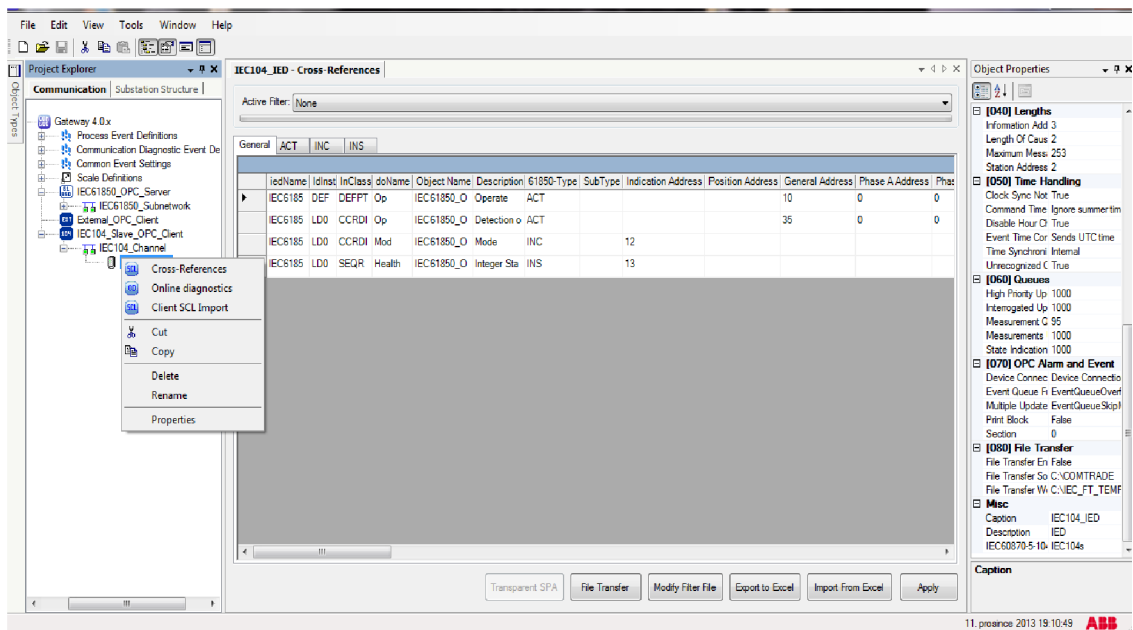 File Edit View Tools Window Help
Object Types
Project Explorer
Communication Substation Structure
Gateway 4.0.x
Process Event Definitions
Communication Diagnostic Event De
Common Event Settings
Scale Definitions
IEC61850_OPC_Server
IEC61850_Subnetwork
External_OPC_Client
IEC104_Slave_OPC_Client
IEC104_Channel
Cross-References
Online diagnostics
Client SCL Import
Cut
Copy
Delete
Rename
Properties
IEC104_IED - Cross-References
Active Filter: None
General ACT INC INS
iedName ldInst lnClass doName Object Name Description 61850-Type SubType Indication Address Position Address General Address Phase A Address Phas
IEC6185 DEF DEFPT Op IEC61850_O Operate ACT 10 0 0
IEC6185 LD0 CCRDI Op IEC61850_O Detection o ACT 35 0 0
IEC6185 LD0 CCRDI Mod IEC61850_O Mode INC 12
IEC6185 LD0 SEQR Health IEC61850_O Integer Sta INS 13
Transparent SPA File Transfer Modify Filter File Export to Excel Import From Excel Apply
Object Properties
[040] Lengths
Information Add 3
Length Of Caus 2
Maximum Mess 253
Station Address 2
[050] Time Handling
Clock Sync Not True
Command Time Ignore summer tim
Disable Hour Cl True
Event Time Cor Sends UTC time
Time Synchroni Internal
Unrecognized C True
[060] Queues
High Priority Up 1000
Interrogated Up 1000
Measurement Q 95
Measurements 1000
State Indication 1000
[070] OPC Alarm and Event
Device Connec Device Connectio
Event Queue Fi EventQueueOverf
Multiple Update EventQueueSkip
Print Block False
Section 0
[080] File Transfer
File Transfer En False
File Transfer So C:\COMTRADE
File Transfer W C:\IEC_FT_TEMF
Misc
Caption IEC104_IED
Description IED
IEC60870-5-10 IEC104s
Caption
11. prosince 2013 19:10:49 ABB